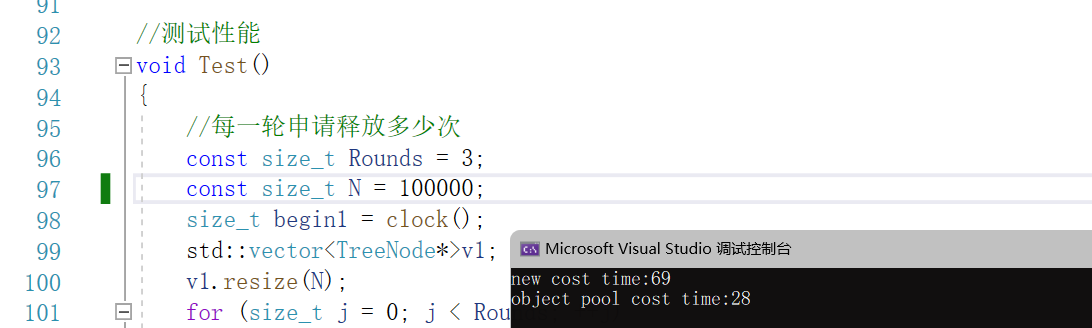 91
92 //测试性能
93 void Test()
94 {
95 //每一轮申请释放多少次
96 const size_t Rounds = 3;
97 const size_t N = 100000;
98 size_t begin1 = clock();
99 std::vector<TreeNode*>v1;
100 v1.resize(N);
101 for (size_t j = 0; j < Rou
Microsoft Visual Studio 调试控制台
new cost time:69
object pool cost time:28